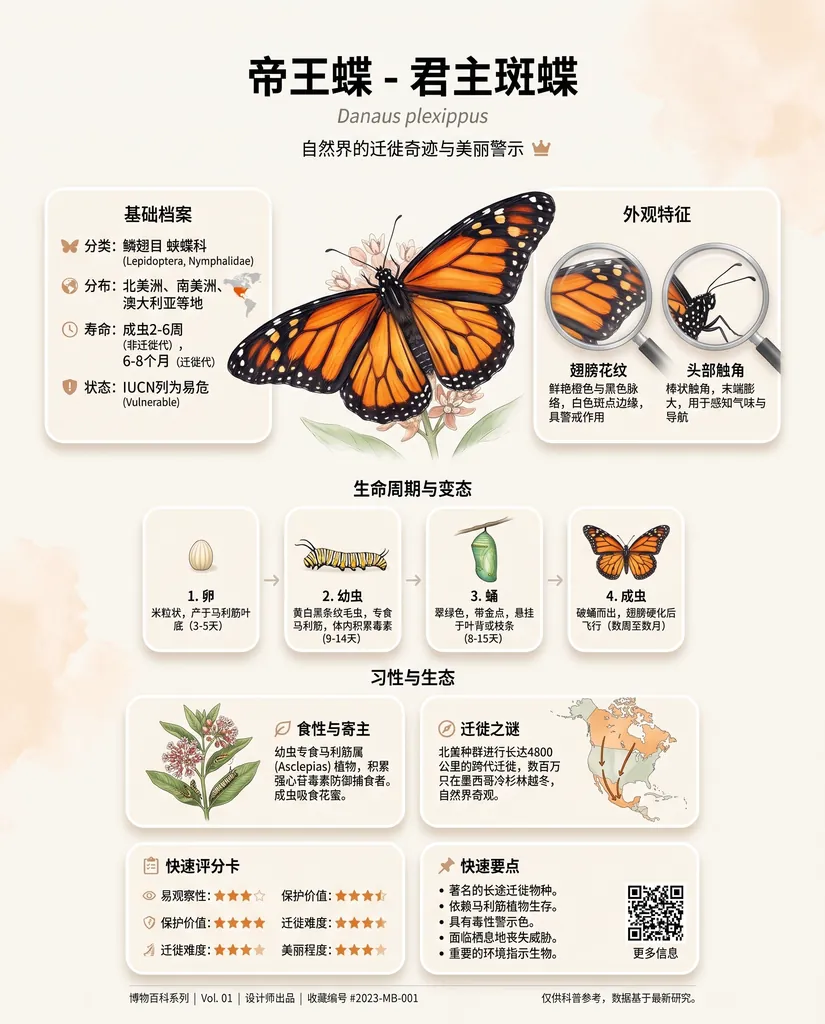 帝王蝶 - 君主斑蝶
Danaus plexippus
自然界的迁徙奇迹与美丽警示
基础档案
分类：鳞翅目 蛱蝶科
(Lepidoptera, Nymphalidae)
分布：北美洲、南美洲、
澳大利亚等地
寿命：成虫2-6周
（非迁徙代），
6-8个月（迁徙代）
状态：IUCN列为易危
(Vulnerable)
外观特征
翅膀花纹
鲜艳橙色与黑色脉
络，白色斑点边缘，
具警戒作用
头部触角
棒状触角，末端膨
大，用于感知气味与
导航
生命周期与变态
1. 卵
米粒状，产于马利筋叶
底（3-5天）
2. 幼虫
黄白黑条纹毛虫，专食
马利筋，体内积累毒素
(9-14天)
3. 蛹
翠绿色，带金点，悬挂
于叶背或枝条
(8-15天)
4. 成虫
破蛹而出，翅膀硬化后
飞行（数周至数月）
习性与生态
食性与寄主
幼虫专食马利筋属
(Asclepias) 植物，积累
强心苷毒素防御捕食者。
成虫吸食花蜜。
迁徙之谜
种群进行长达4800
公里的跨代迁徙，数百万
只在墨西哥冷杉林越冬，
自然界奇观。
快速评分卡
易观察性：
保护价值：
保护价值：
迁徙难度：
迁徙难度：
美丽程度：
快速要点
• 著名的长途迁徙物种。
• 依赖马利筋植物生存。
• 具有毒性警示色。
• 面临栖息地丧失威胁。
• 重要的环境指示生物。
更多信息
博物百科系列 | Vol. 01 | 设计师出品 | 收藏编号 #2023-MB-001
仅供科普参考，数据基于最新研究。